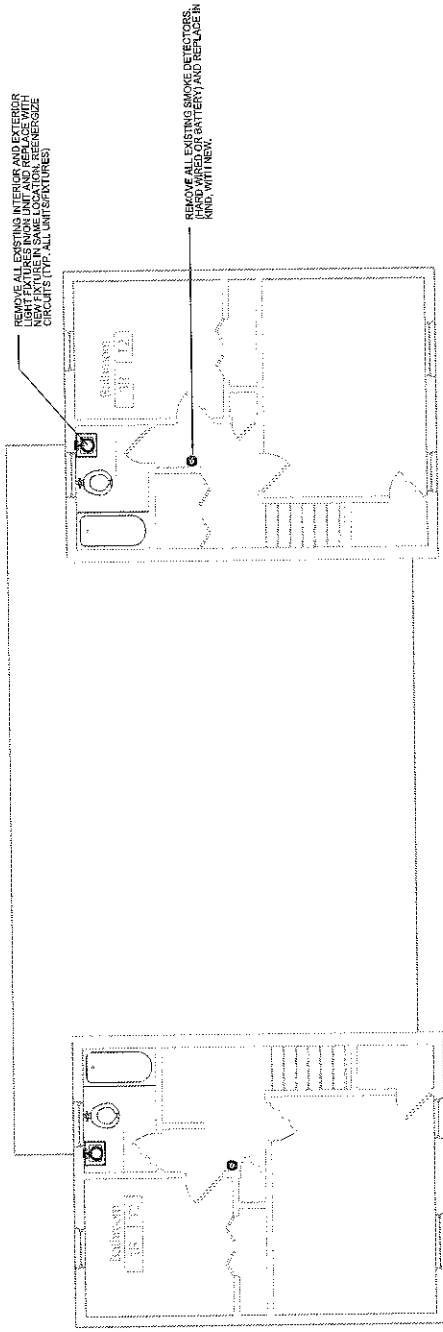 REMOVE ALL EXISTING INTERIOR AND EXTERIOR
LIGHT FIXTURES IN/ON UNIT AND REPLACE WITH
NEW FIXTURE IN SAME LOCATION, REENERGIZE
CIRCUITS (TYP. ALL UNITS/FIXTURES)
REMOVE ALL EXISTING SMOKE DETECTORS,
(HARD WIRED OR BATTERY) AND REPLACE IN
KIND, WITH NEW.